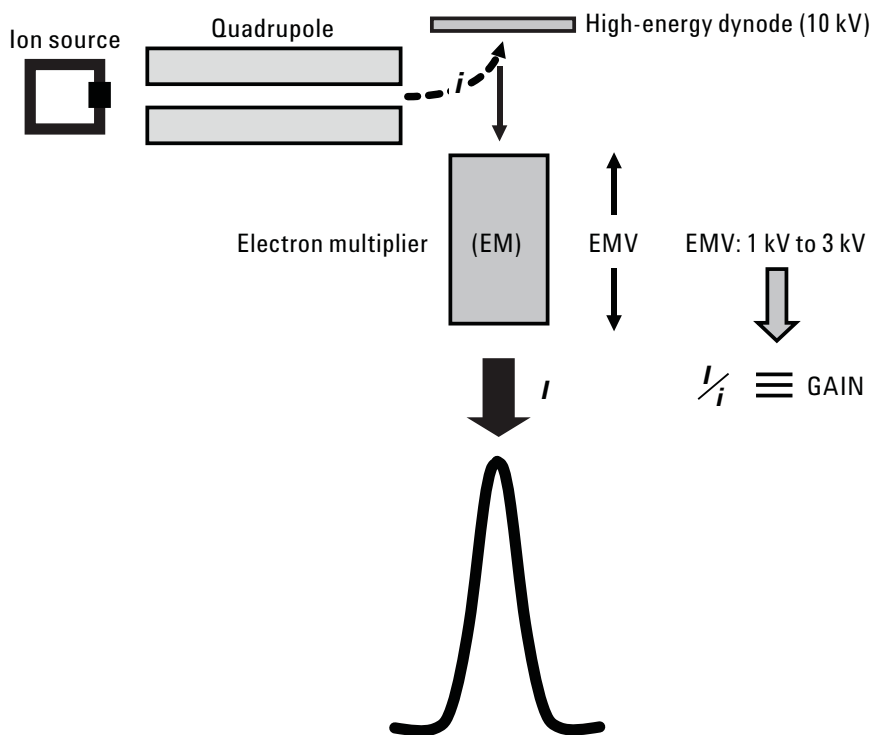 High-energy dynode (10 kV)
Ion source
Quadrupole
i
Electron multiplier
(EM)
EMV
EMV: 1 kV to 3 kV
I/i ≡ GAIN
I